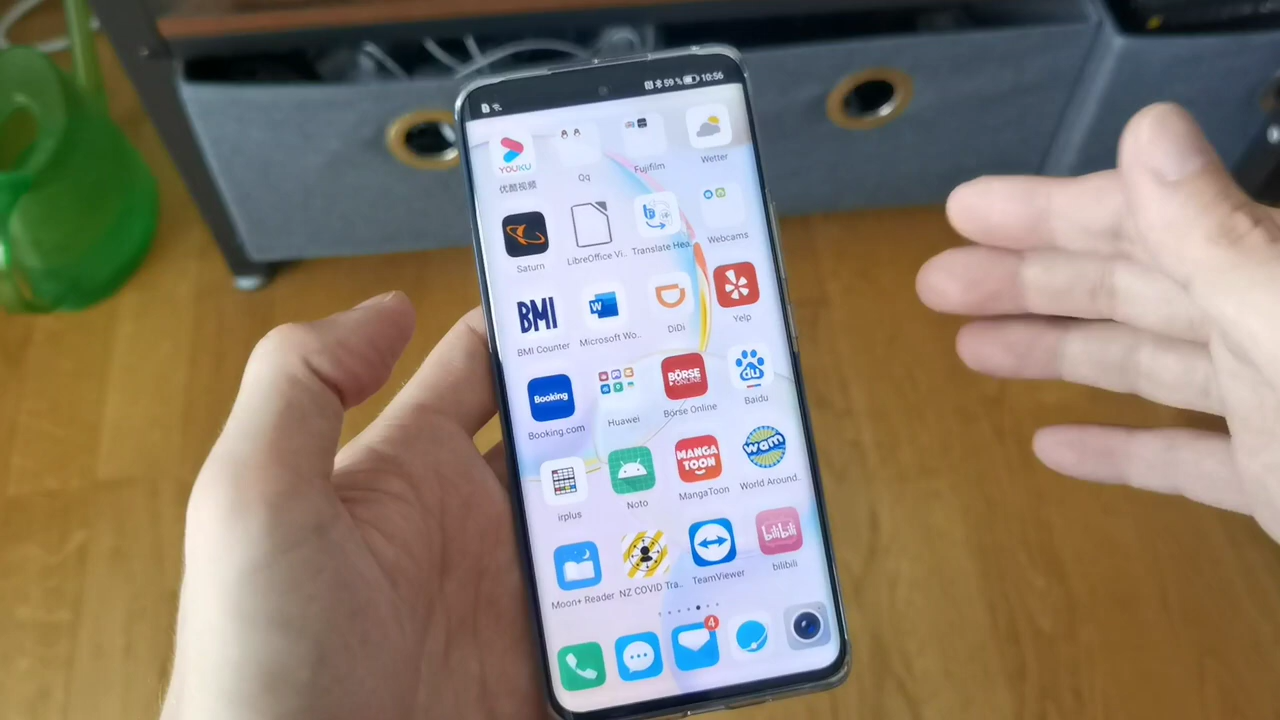 59 % 10:56
YOUKU
优酷视频
Qq
Fujifilm
Wetter
Saturn
LibreOffice Vi..
Translate Hea..
Webcams
BMI
BMI Counter
W
Microsoft Wo..
DiDi
Yelp
Booking
Booking.com
Huawei
BÖRSE
ONLINE
Börse Online
du
Baidu
irplus
Noto
MANGA
TOON
MangaToon
wam
World Around..
Moon+ Reader
NZ COVID Tra..
TeamViewer
bilibili
bilibili
4